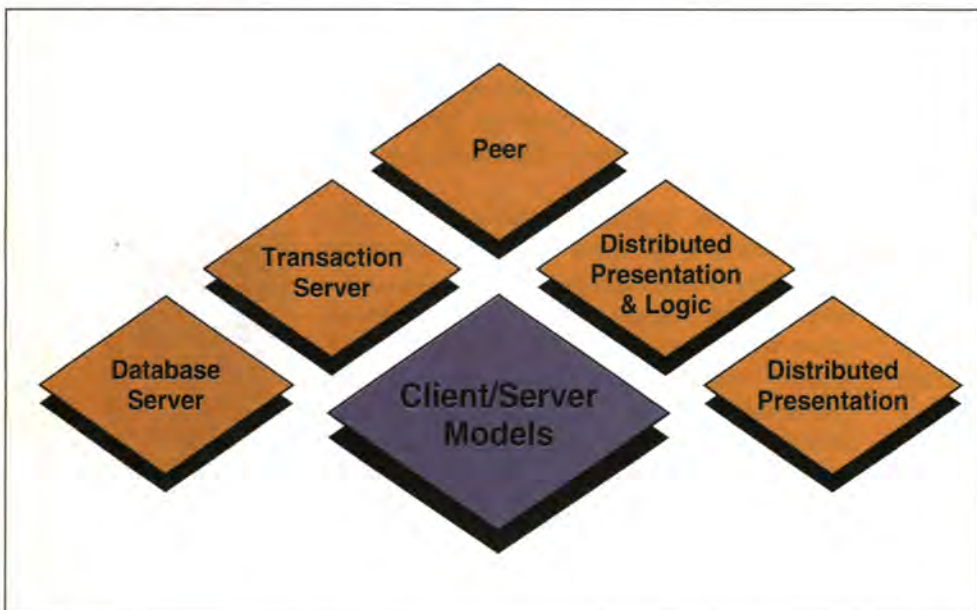 Peer
Transaction
Server
Distributed
Presentation
& Logic
Database
Server
Client/Server
Models
Distributed
Presentation